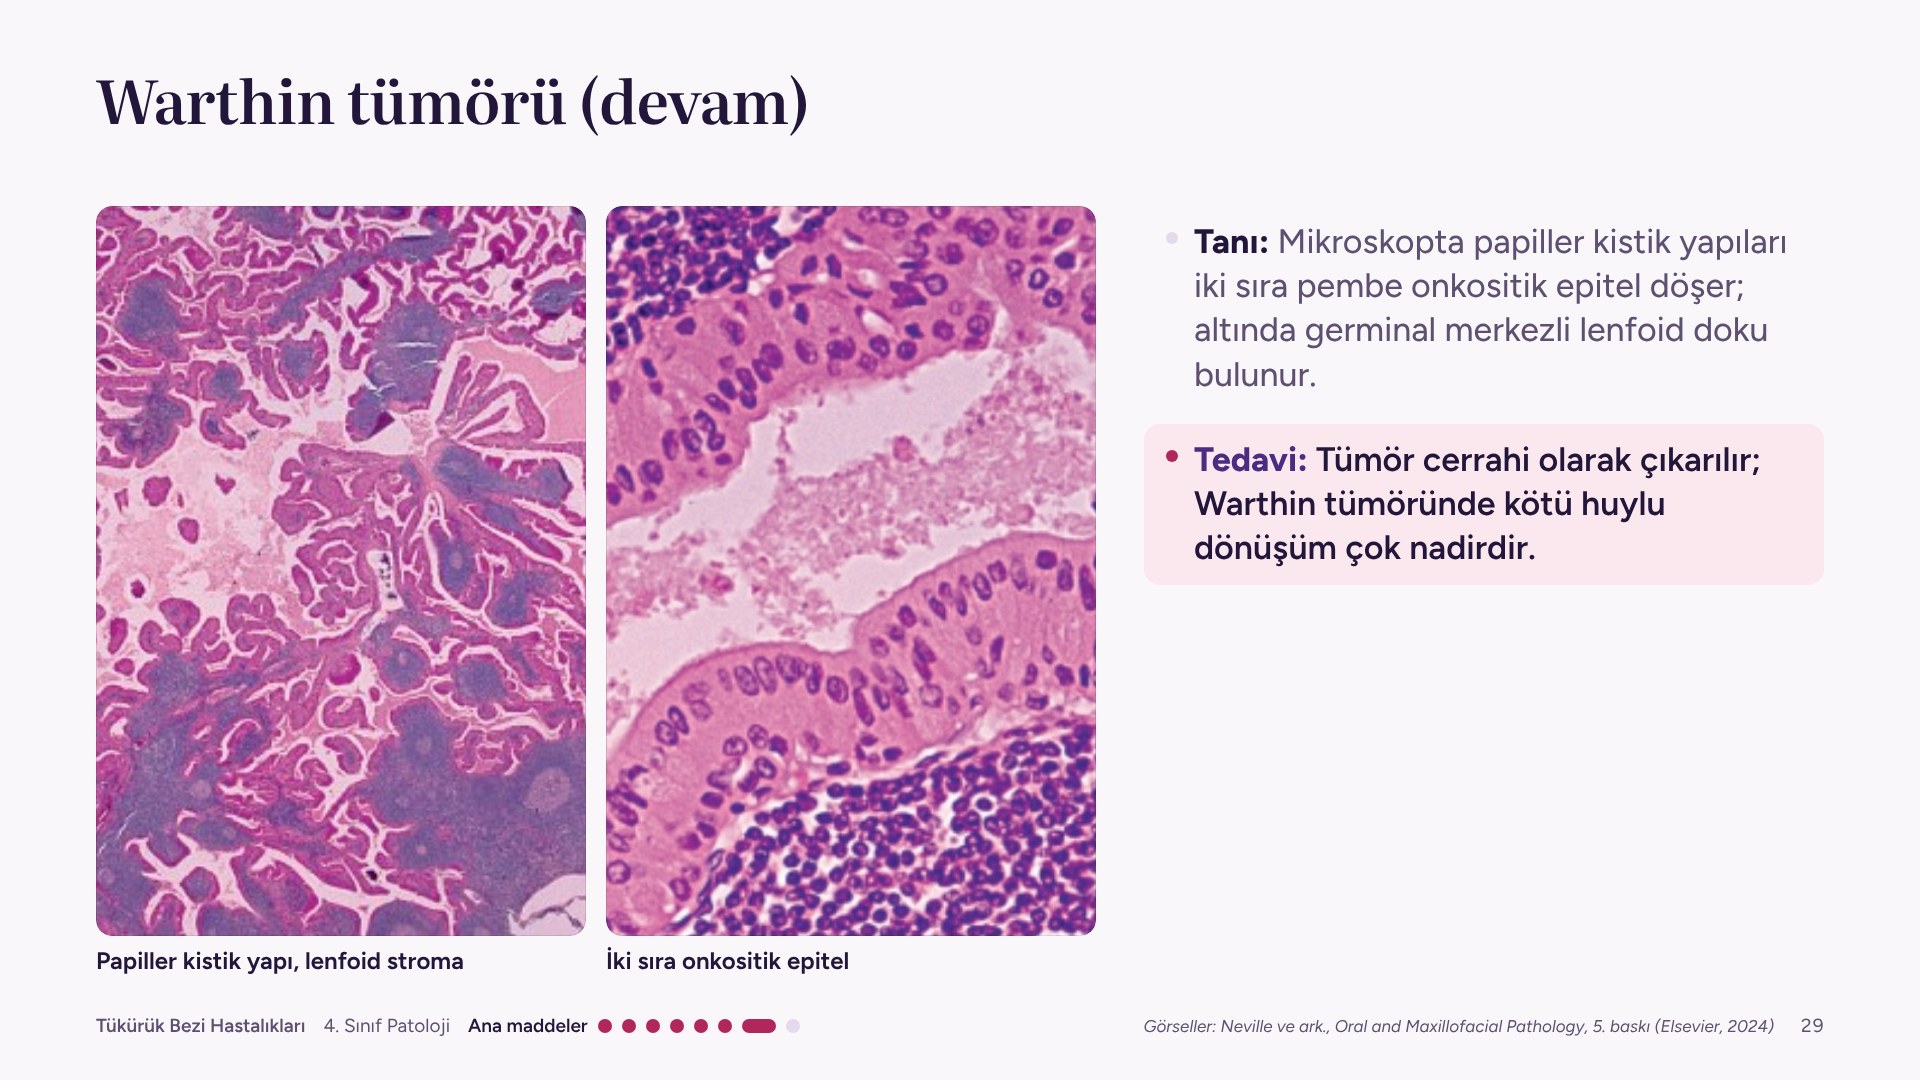 Warthin tümörü (devam)
Tanı: Mikroskopta papiller kistik yapıları
iki sıra pembe onkositik epitel döşer;
altında germinal merkezli lenfoid doku
bulunur.
Tedavi: Tümör cerrahi olarak çıkarılır;
Warthin tümöründe kötü huylu
dönüşüm çok nadirdir.
Papiller kistik yapı, lenfoid stroma
İki sıra onkositik epitel
Tükürük Bezi Hastalıkları 4. Sınıf Patoloji Ana maddeler
Görseller: Neville ve ark., Oral and Maxillofacial Pathology, 5. baskı (Elsevier, 2024) 29